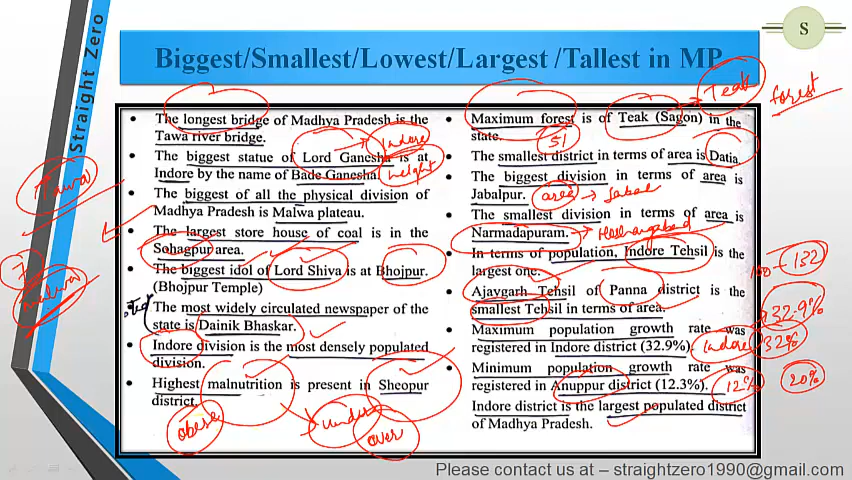 S
Straight Zero
Biggest/Smallest/Lowest/Largest /Tallest in MP
Teak
forest
• The longest bridge of Madhya Pradesh is the
Tawa river bridge.
Indore
• The biggest statue of Lord Ganesha is at
Indore by the name of Bade Ganesha.
height
• The biggest of all the physical division of
Madhya Pradesh is Malwa plateau.
Tawa
• The largest store house of coal is in the
Sohagpur area.
7
• The biggest idol of Lord Shiva is at Bhojpur.
(Bhojpur Temple)
The most widely circulated newspaper of the
state is Dainik Bhaskar.
• Indore division is the most densely populated
division.
• Highest malnutrition is present in Sheopur
district.
obese
under
over
• Maximum forest is of Teak (Sagon) in the
state.
51
• The smallest district in terms of area is Datia.
• The biggest division in terms of area is
Jabalpur.
area
• The smallest division in terms of area is
Narmadapuram.
Hoshangabad
• In terms of population, Indore Tehsil is the
largest one.
100 - 132
• Ajavgarh Tehsil of Panna district is the
smallest Tehsil in terms of area.
32.9%
• Maximum population growth rate was
registered in Indore district (32.9%).
Indore 32%
• Minimum population growth rate was
registered in Anuppur district (12.3%).
12%
20%
Indore district is the largest populated district
of Madhya Pradesh.
Please contact us at – straightzero1990@gmail.com